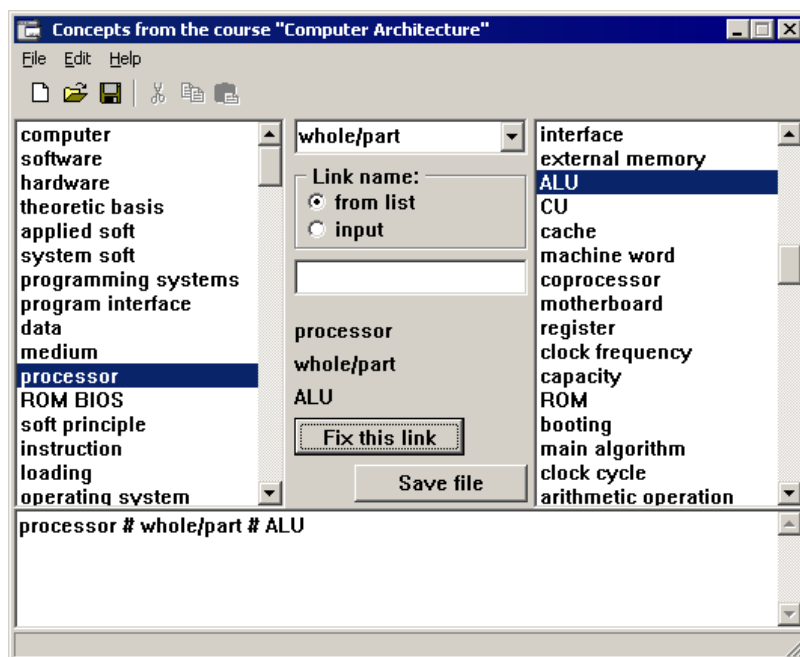 Concepts from the course "Computer Architecture"
File Edit Help
computer
software
hardware
theoretic basis
applied soft
system soft
programming systems
program interface
data
medium
processor
ROM BIOS
soft principle
instruction
loading
operating system
whole/part
Link name:
from list
input
processor
whole/part
ALU
Fix this link
Save file
interface
external memory
ALU
CU
cache
machine word
coprocessor
motherboard
register
clock frequency
capacity
ROM
booting
main algorithm
clock cycle
arithmetic operation
processor # whole/part # ALU